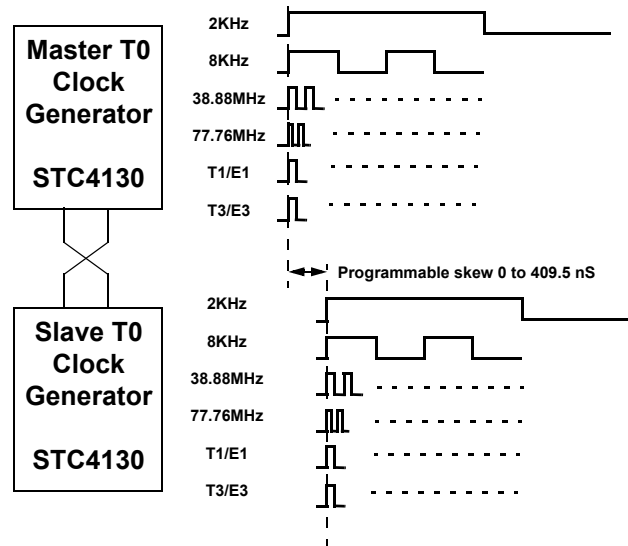 Master T0
Clock
Generator
STC4130
2KHz
8KHz
38.88MHz
77.76MHz
T1/E1
T3/E3
Programmable skew 0 to 409.5 nS
Slave T0
Clock
Generator
STC4130
2KHz
8KHz
38.88MHz
77.76MHz
T1/E1
T3/E3